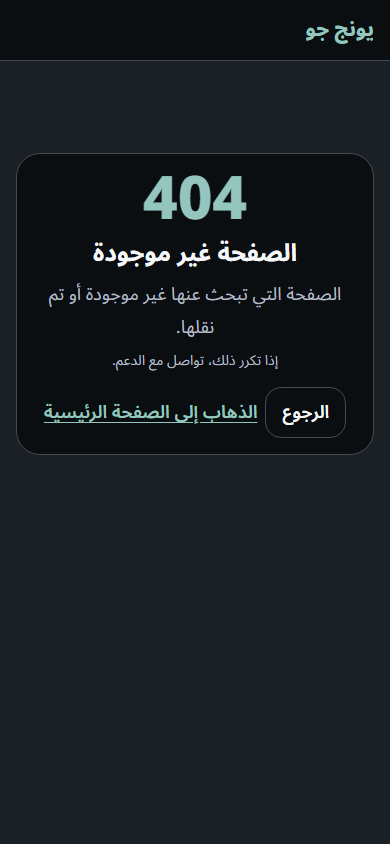 يونج جو
404
الصفحة غير موجودة
الصفحة التي تبحث عنها غير موجودة أو تم
نقلها.
إذا تكرر ذلك، تواصل مع الدعم.
الرجوع
الذهاب إلى الصفحة الرئيسية